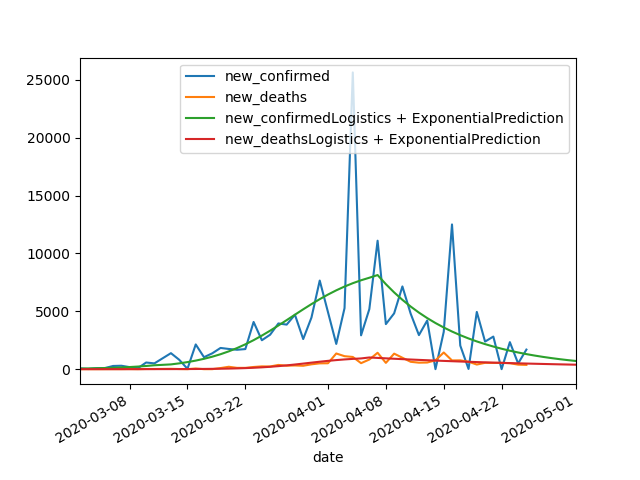 new_confirmed
new_deaths
new_confirmedLogistics + ExponentialPrediction
new_deathsLogistics + ExponentialPrediction
25000
20000
15000
10000
5000
0
2020-03-08
2020-03-15
2020-03-22
2020-04-01
2020-04-08
2020-04-15
2020-04-22
2020-05-01
date